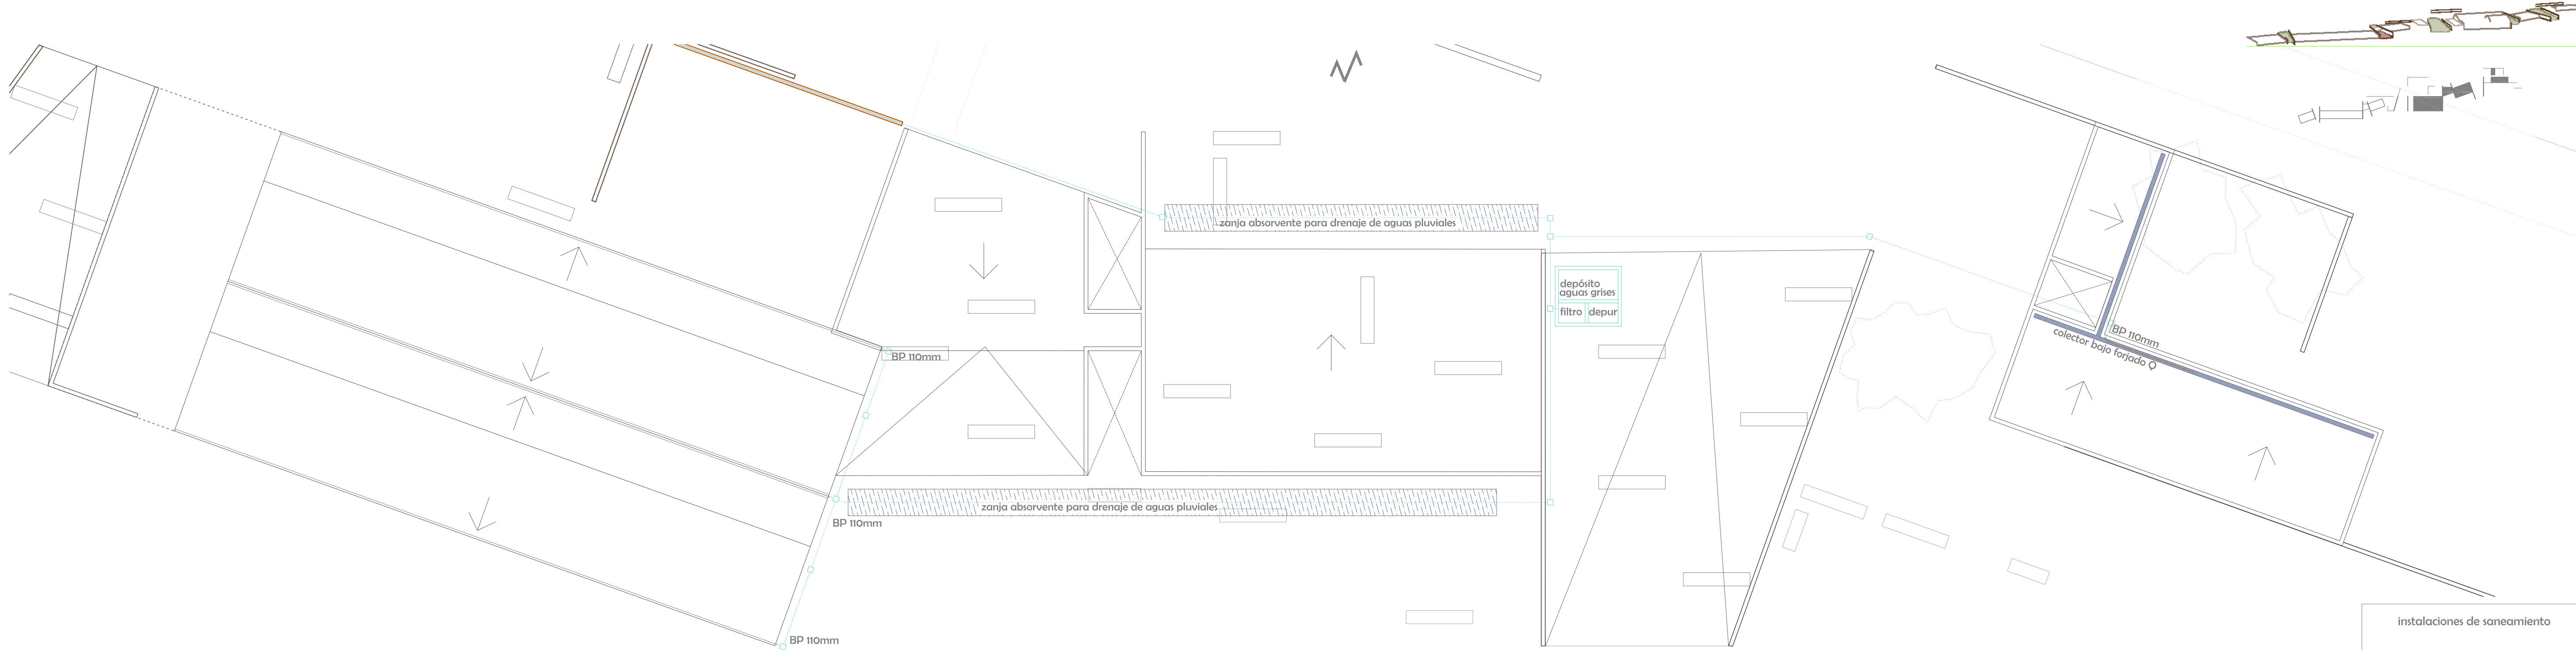 zanja absorvente para drenaje de aguas pluviales
depósito
aguas grises
filtro depur
BP 110mm
colector bajo forjado Q
BP 110mm
zanja absorvente para drenaje de aguas pluviales
BP 110mm
BP 110mm
instalaciones de saneamiento